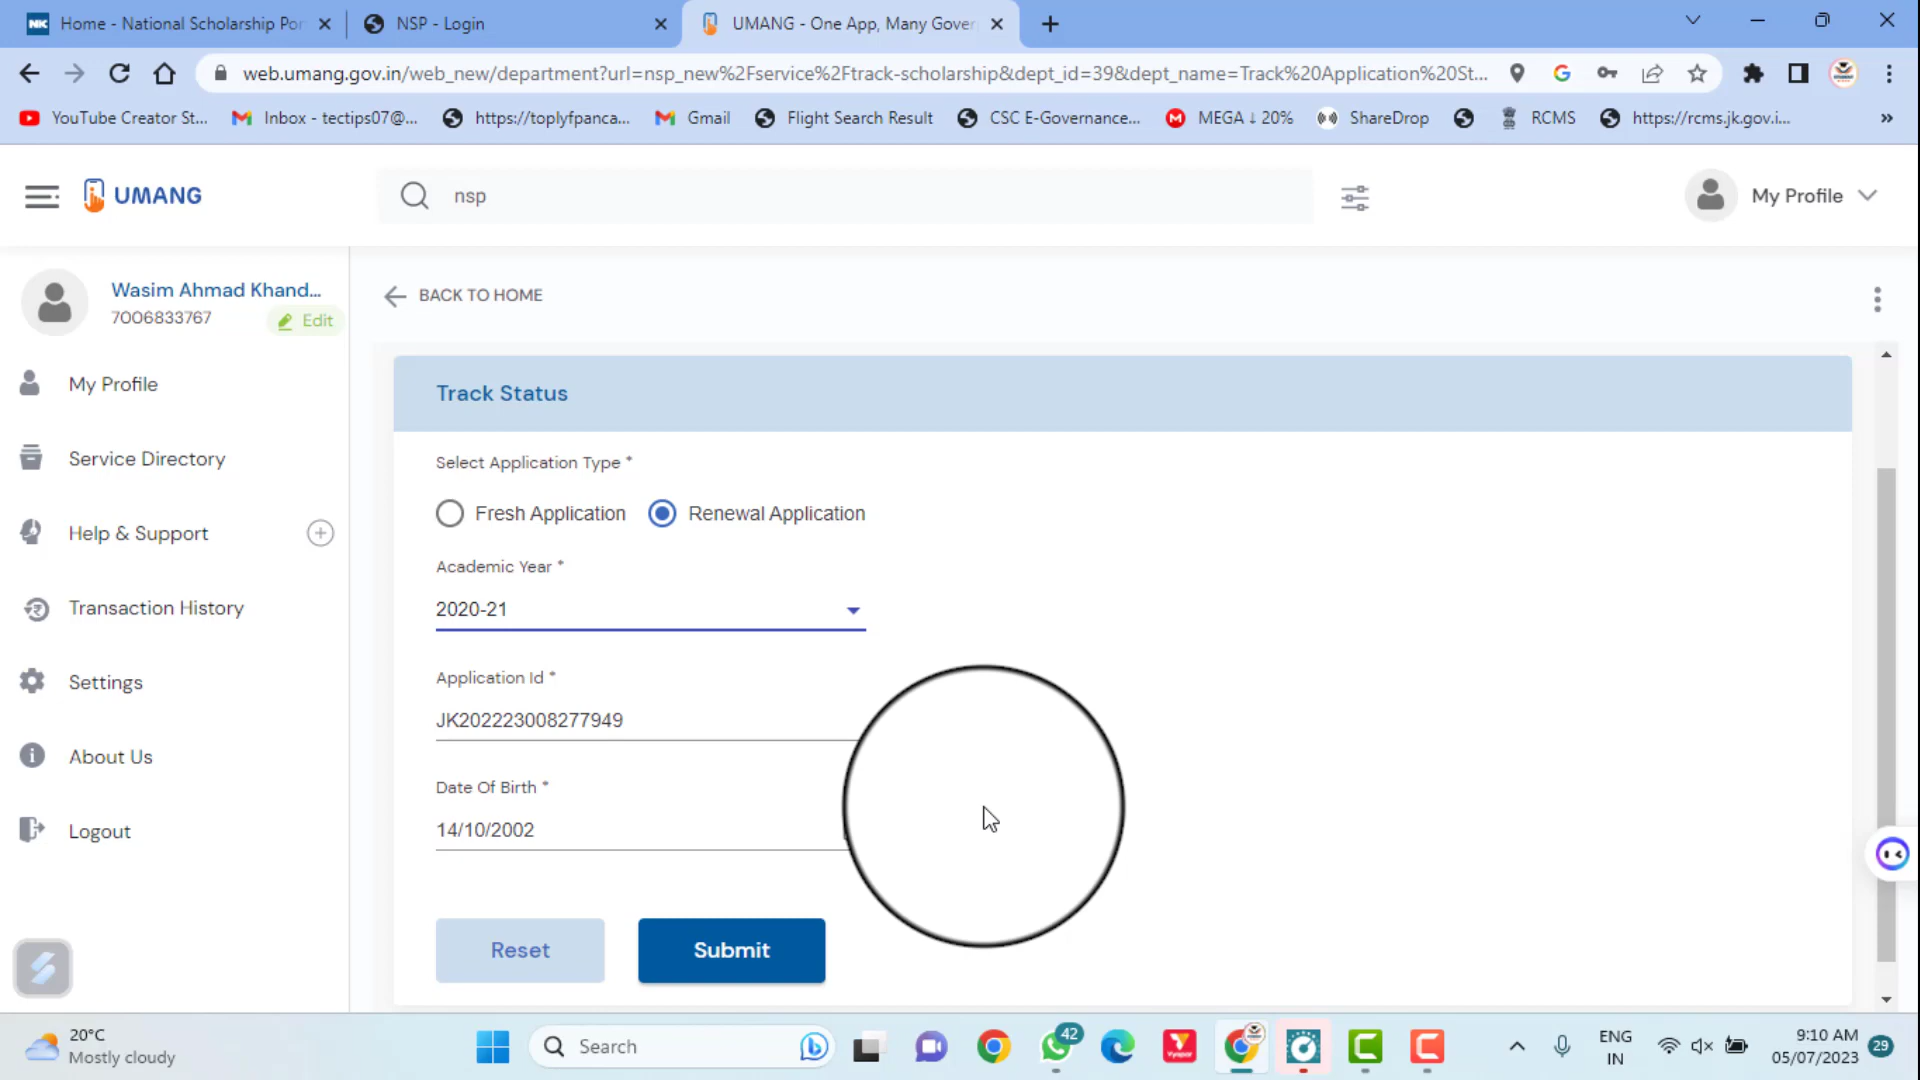 Home - National Scholarship Por
NSP - Login
UMANG - One App, Many Gover
web.umang.gov.in/web_new/department?url=nsp_new%2Fservice%2Ftrack-scholarship&dept_id=39&dept_name=Track%20Application%20St...
YouTube Creator St...
Inbox - tectips07@...
https://toplyfpanca...
Gmail
Flight Search Result
CSC E-Governance...
MEGA ↓ 20%
ShareDrop
RCMS
https://rcms.jk.gov.i...
»
UMANG
nsp
My Profile
Wasim Ahmad Khand...
7006833767
Edit
My Profile
Service Directory
Help & Support
Transaction History
Settings
About Us
Logout
BACK TO HOME
Track Status
Select Application Type *
Fresh Application
Renewal Application
Academic Year *
2020-21
Application Id *
JK202223008277949
Date Of Birth *
14/10/2002
Reset
Submit
20°C
Mostly cloudy
Search
42
ENG
IN
9:10 AM
05/07/2023
29